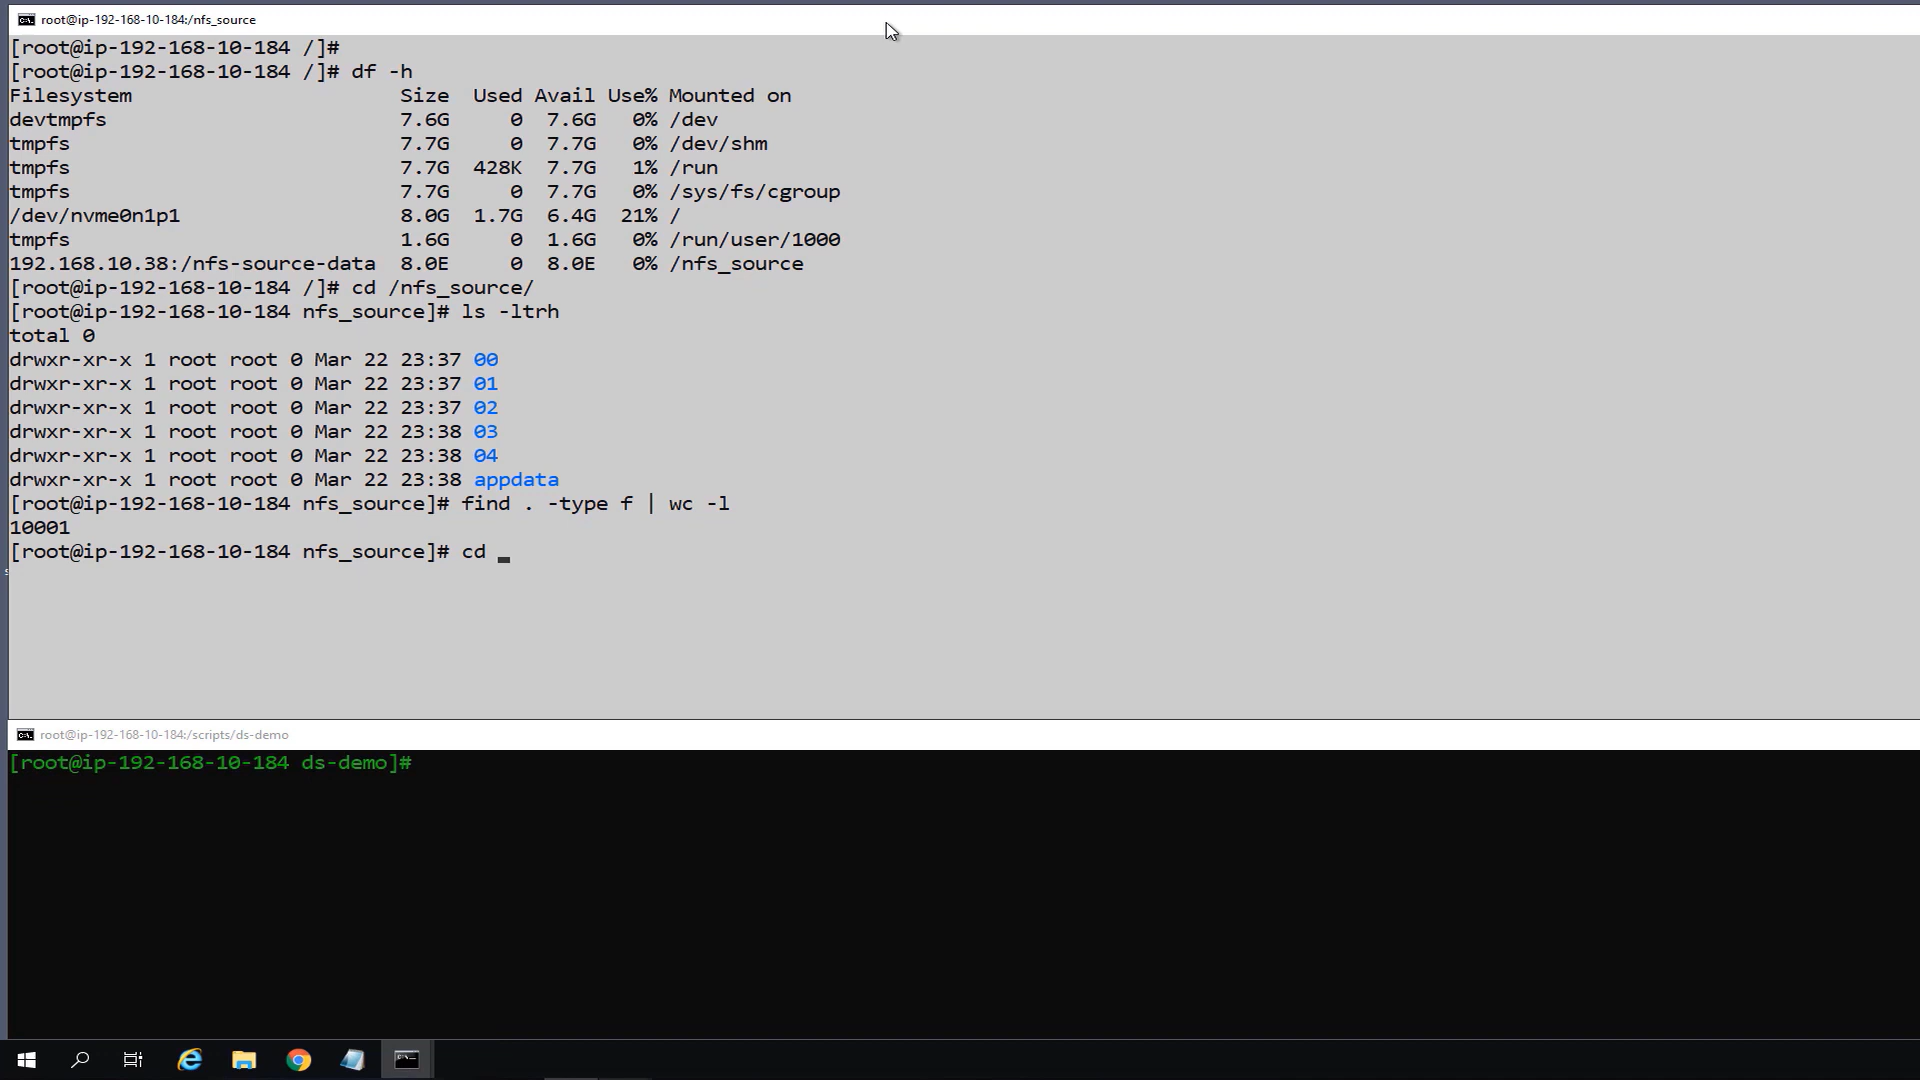 root@ip-192-168-10-184:/nfs_source
[root@ip-192-168-10-184 /]#
[root@ip-192-168-10-184 /]# df -h
Filesystem                      Size  Used Avail Use% Mounted on
devtmpfs                        7.6G     0  7.6G   0% /dev
tmpfs                           7.7G     0  7.7G   0% /dev/shm
tmpfs                           7.7G  428K  7.7G   1% /run
tmpfs                           7.7G     0  7.7G   0% /sys/fs/cgroup
/dev/nvme0n1p1                  8.0G  1.7G  6.4G  21% /
tmpfs                           1.6G     0  1.6G   0% /run/user/1000
192.168.10.38:/nfs-source-data  8.0E     0  8.0E   0% /nfs_source
[root@ip-192-168-10-184 /]# cd /nfs_source/
[root@ip-192-168-10-184 nfs_source]# ls -ltrh
total 0
drwxr-xr-x 1 root root 0 Mar 22 23:37 00
drwxr-xr-x 1 root root 0 Mar 22 23:37 01
drwxr-xr-x 1 root root 0 Mar 22 23:37 02
drwxr-xr-x 1 root root 0 Mar 22 23:38 03
drwxr-xr-x 1 root root 0 Mar 22 23:38 04
drwxr-xr-x 1 root root 0 Mar 22 23:38 appdata
[root@ip-192-168-10-184 nfs_source]# find . -type f | wc -l
10001
[root@ip-192-168-10-184 nfs_source]# cd
root@ip-192-168-10-184:/scripts/ds-demo
[root@ip-192-168-10-184 ds-demo]#